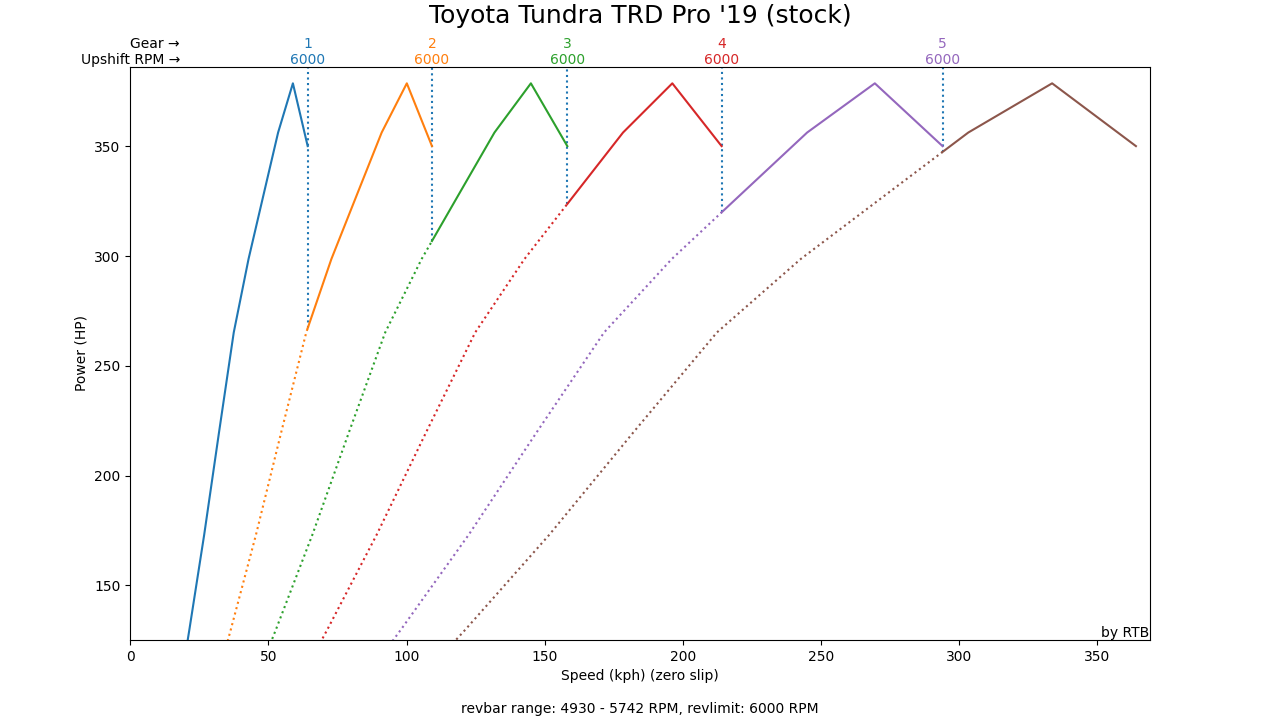 Toyota Tundra TRD Pro '19 (stock)
Gear → 1 2 3 4 5
Upshift RPM → 6000 6000 6000 6000 6000
350
300
250
200
150
Power (HP)
by RTB
0 50 100 150 200 250 300 350
Speed (kph) (zero slip)
revbar range: 4930 - 5742 RPM, revlimit: 6000 RPM